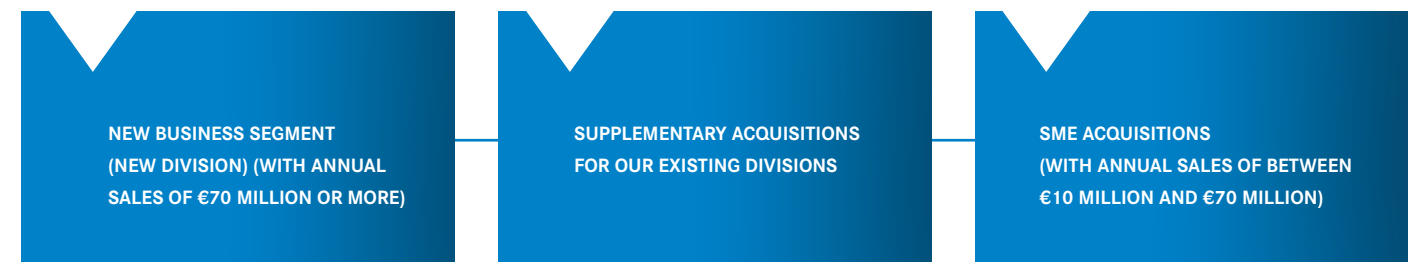 NEW BUSINESS SEGMENT
(NEW DIVISION) (WITH ANNUAL
SALES OF €70 MILLION OR MORE)
SUPPLEMENTARY ACQUISITIONS
FOR OUR EXISTING DIVISIONS
SME ACQUISITIONS
(WITH ANNUAL SALES OF BETWEEN
€10 MILLION AND €70 MILLION)